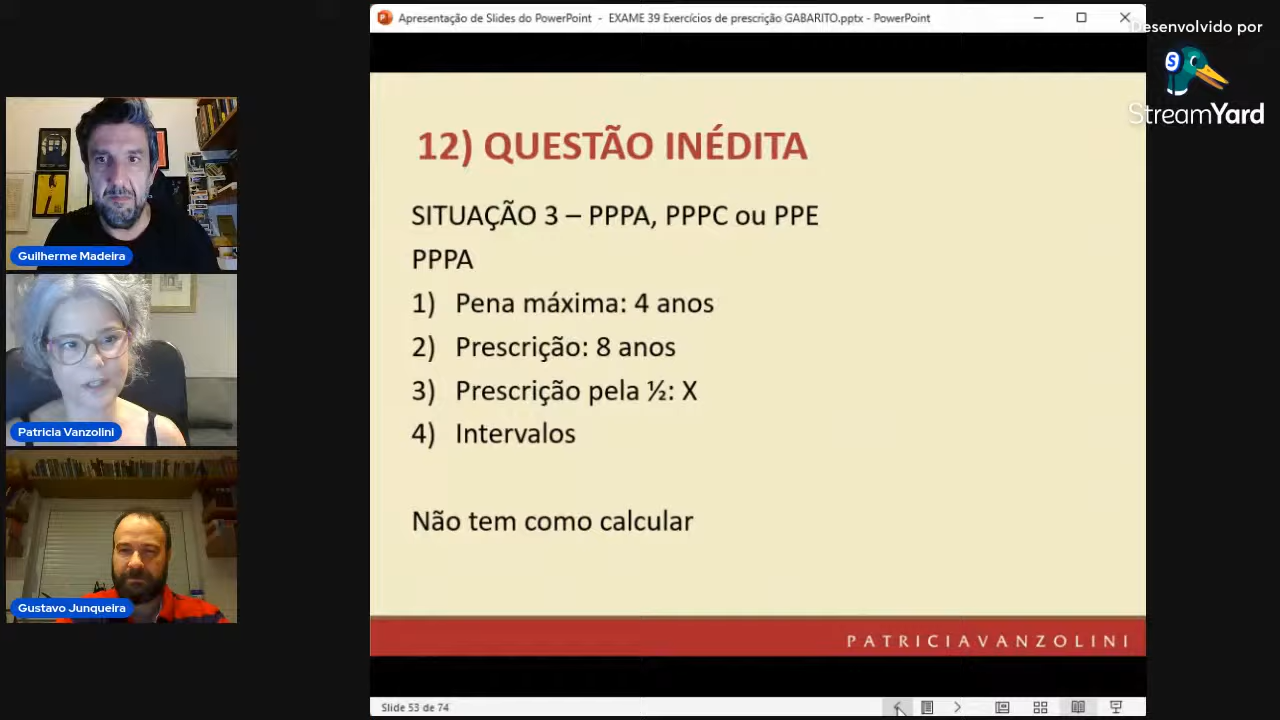 Apresentação de Slides do PowerPoint - EXAME 39 Exercícios de prescrição GABARITO.pptx - PowerPoint
Desenvolvido por
S
StreamYard
12) QUESTÃO INÉDITA
SITUAÇÃO 3 – PPPA, PPPC ou PPE
PPPA
1) Pena máxima: 4 anos
2) Prescrição: 8 anos
3) Prescrição pela ½: X
4) Intervalos
Não tem como calcular
PATRICIAVANZOLINI
Slide 53 de 74
Guilherme Madeira
Patricia Vanzolini
Gustavo Junqueira